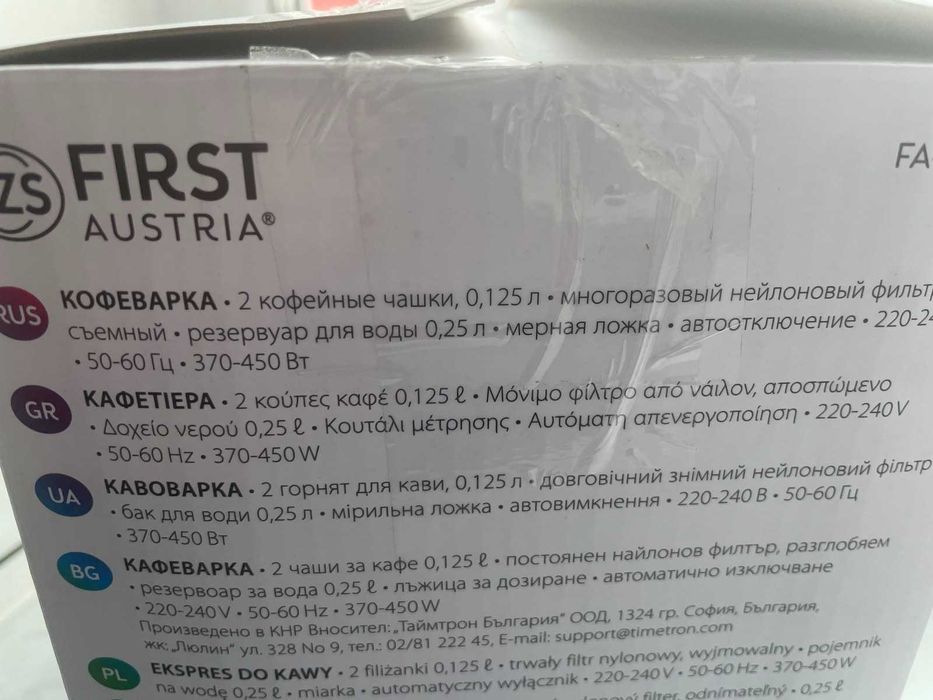 ZS FIRST
AUSTRIA®
FA
RUS КОФЕВАРКА • 2 кофейные чашки, 0,125 л • многоразовый нейлоновый фильтр
съемный • резервуар для воды 0,25 л • мерная ложка • автоотключение • 220-24
• 50-60 Гц • 370-450 Вт
GR ΚΑΦΕΤΙΕΡΑ • 2 κούπες καφέ 0,125 ℓ • Μόνιμο φίλτρο από νάιλον, αποσπώμενο
• Δοχείο νερού 0,25 ℓ • Κουτάλι μέτρησης • Αυτόματη απενεργοποίηση • 220-240 V
• 50-60 Hz • 370-450 W
UA КАВОВАРКА • 2 горнят для кави, 0,125 л • довговічний знімний нейлоновий фільтр
• бак для води 0,25 л • мірильна ложка • автовимкнення • 220-240 В • 50-60 Гц
• 370-450 Вт
BG КАФЕВАРКА • 2 чаши за кафе 0,125 ℓ • постоянен найлонов филтър, разглобяем
• резервоар за вода 0,25 ℓ • лъжица за дозиране • автоматично изключване
• 220-240 V • 50-60 Hz • 370-450 W
Произведено в КНР Вносител: „Таймтрон България" ООД, 1324 гр. София, България,
жк: „Люлин" ул. 328 No 9, тел.: 02/81 222 45, E-mail: support@timetron.com
PL EKSPRES DO KAWY • 2 filiżanki 0,125 ℓ • trwały filtr nylonowy, wyjmowalny • pojemnik
na wodę 0,25 ℓ • miarka • automatyczny wyłącznik • 220-240 V • 50-60 Hz • 370-450 W
filter, odnímateľný • 0,25 ℓ